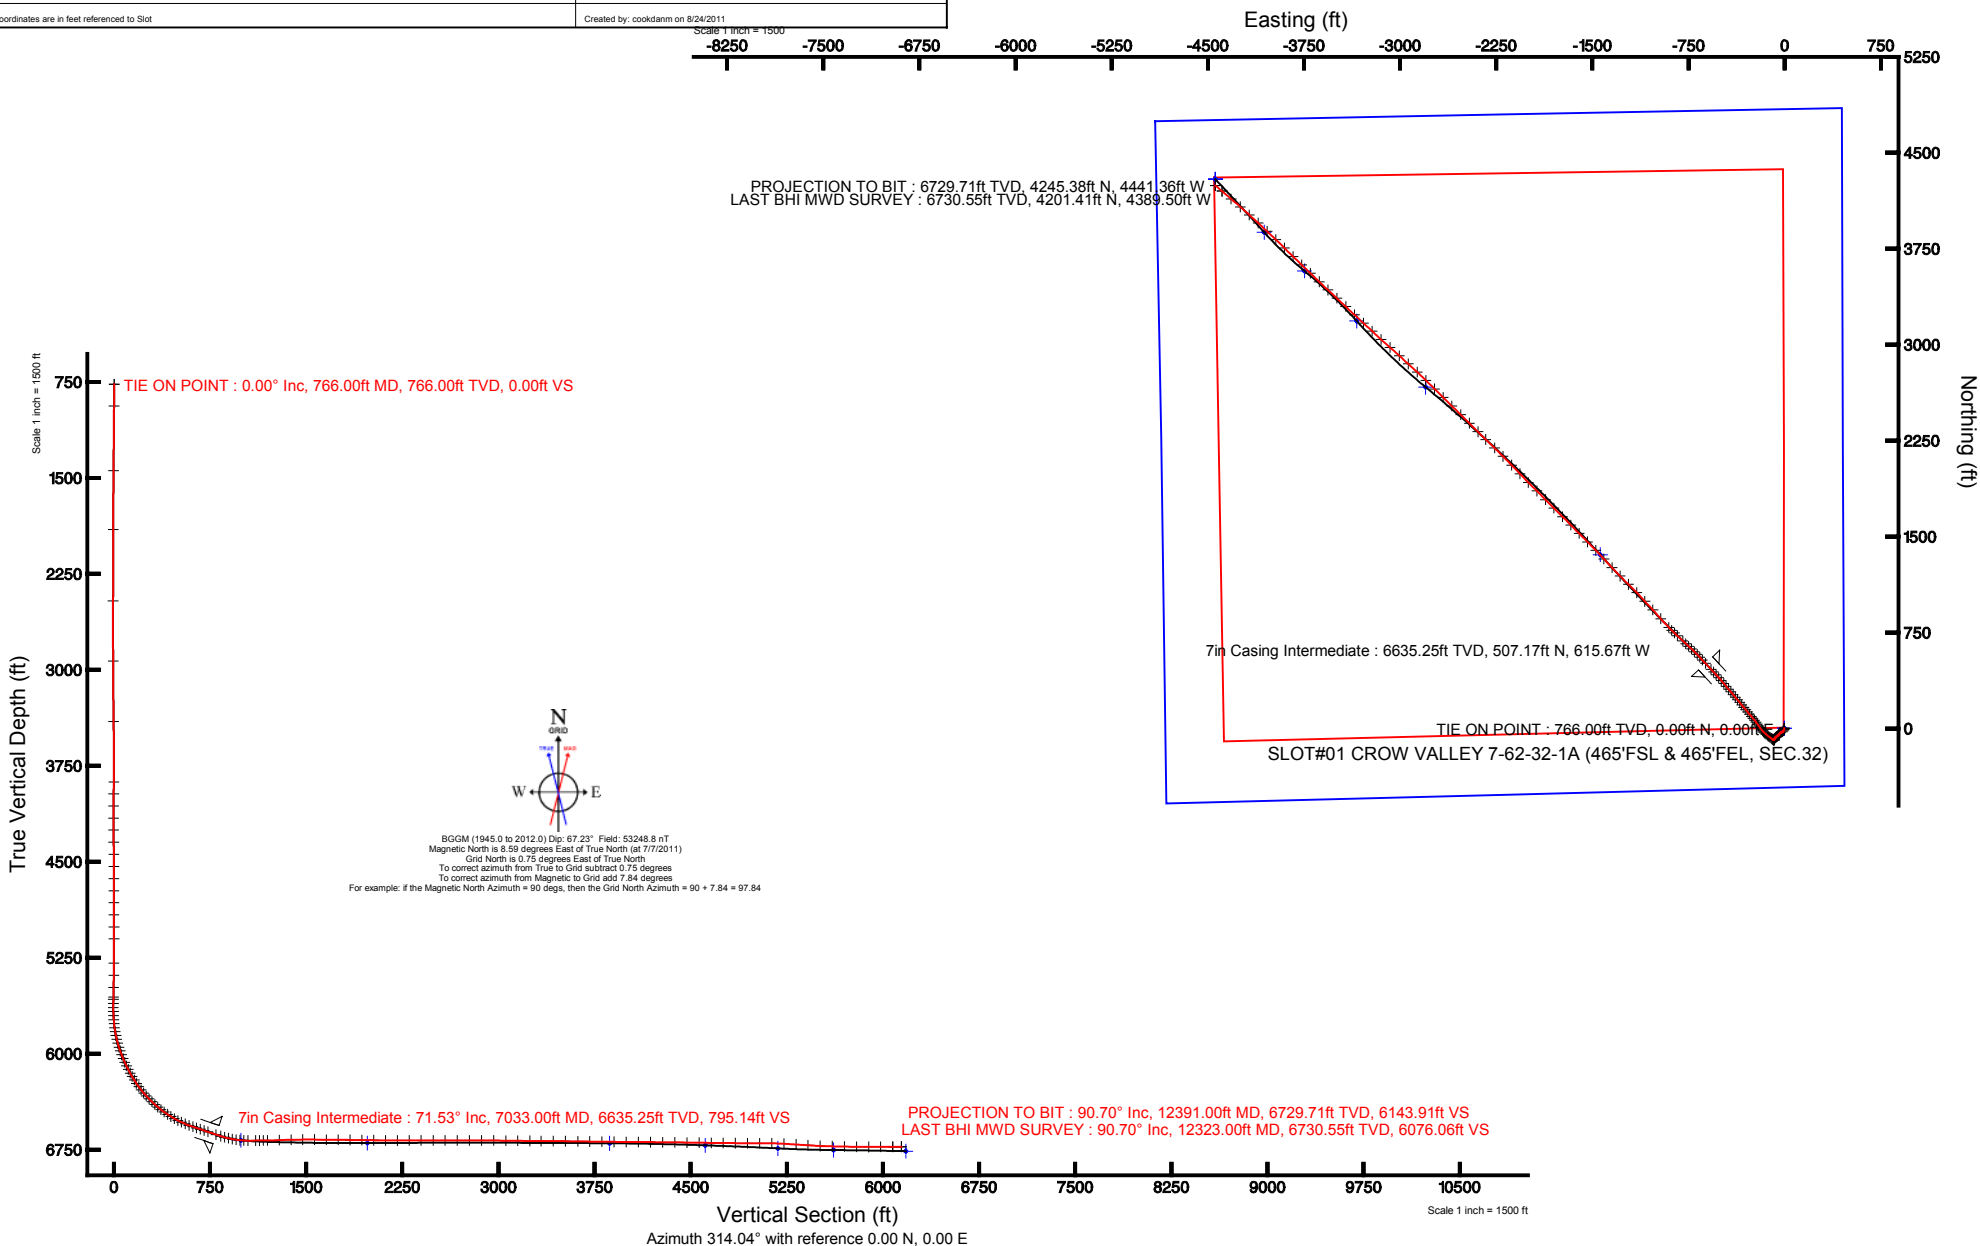 oordinates are in feet referenced to Slot
Created by: cookdanm on 8/24/2011
Scale 1 inch = 1500
Easting (ft)
-8250 -7500 -6750 -6000 -5250 -4500 -3750 -3000 -2250 -1500 -750 0 750
5250
4500
3750
3000
2250
1500
750
0
Northing (ft)
PROJECTION TO BIT : 6729.71ft TVD, 4245.38ft N, 4441.36ft W
LAST BHI MWD SURVEY : 6730.55ft TVD, 4201.41ft N, 4389.50ft W
7in Casing Intermediate : 6635.25ft TVD, 507.17ft N, 615.67ft W
TIE ON POINT : 766.00ft TVD, 0.00ft N, 0.00ft E
SLOT#01 CROW VALLEY 7-62-32-1A (465'FSL & 465'FEL, SEC.32)
Scale 1 inch = 1500 ft
True Vertical Depth (ft)
750
1500
2250
3000
3750
4500
5250
6000
6750
TIE ON POINT : 0.00° Inc, 766.00ft MD, 766.00ft TVD, 0.00ft VS
N
GRID
TRUE MAG
W E
BGGM (1945.0 to 2012.0) Dip: 67.23° Field: 53248.8 nT
Magnetic North is 8.59 degrees East of True North (at 7/7/2011)
Grid North is 0.75 degrees East of True North
To correct azimuth from True to Grid subtract 0.75 degrees
To correct azimuth from Magnetic to Grid add 7.84 degrees
For example: if the Magnetic North Azimuth = 90 degs, then the Grid North Azimuth = 90 + 7.84 = 97.84
7in Casing Intermediate : 71.53° Inc, 7033.00ft MD, 6635.25ft TVD, 795.14ft VS
PROJECTION TO BIT : 90.70° Inc, 12391.00ft MD, 6729.71ft TVD, 6143.91ft VS
LAST BHI MWD SURVEY : 90.70° Inc, 12323.00ft MD, 6730.55ft TVD, 6076.06ft VS
0 750 1500 2250 3000 3750 4500 5250 6000 6750 7500 8250 9000 9750 10500
Vertical Section (ft)
Scale 1 inch = 1500 ft
Azimuth 314.04° with reference 0.00 N, 0.00 E